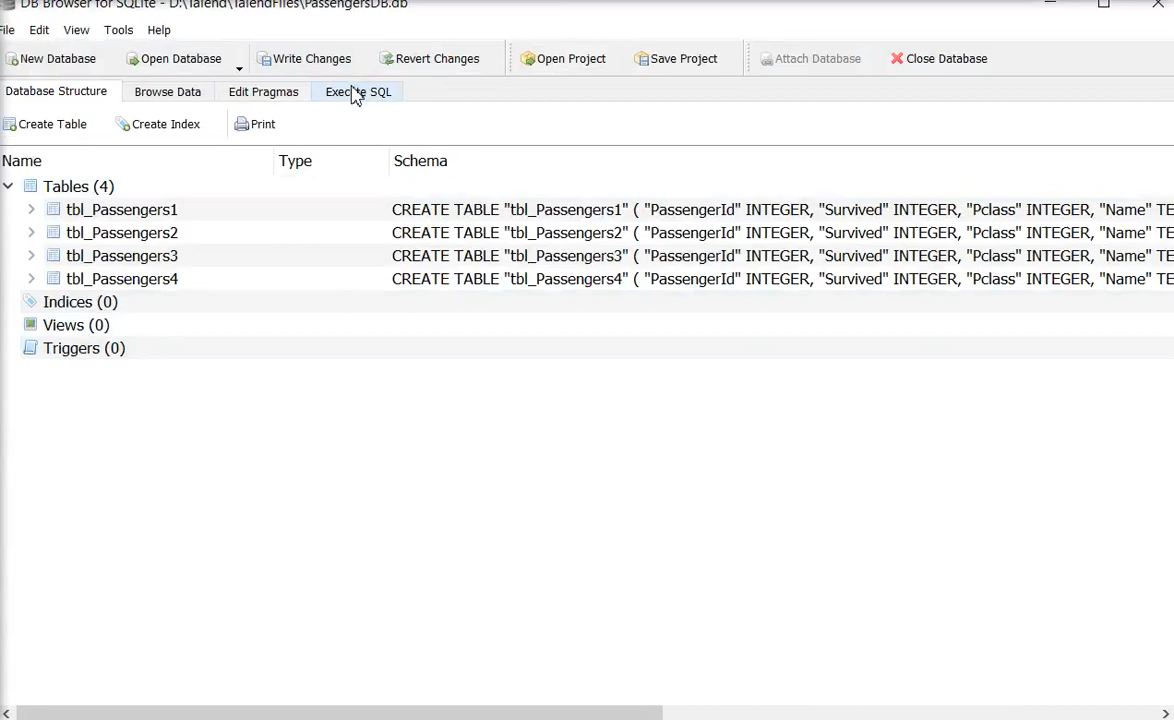 DB Browser for SQLite - D:\Talend\TalendFiles\PassengersDB.db
File Edit View Tools Help
New Database Open Database Write Changes Revert Changes Open Project Save Project Attach Database Close Database
Database Structure Browse Data Edit Pragmas Execute SQL
Create Table Create Index Print
Name Type Schema
Tables (4)
tbl_Passengers1 CREATE TABLE "tbl_Passengers1" ( "PassengerId" INTEGER, "Survived" INTEGER, "Pclass" INTEGER, "Name" TE
tbl_Passengers2 CREATE TABLE "tbl_Passengers2" ( "PassengerId" INTEGER, "Survived" INTEGER, "Pclass" INTEGER, "Name" TE
tbl_Passengers3 CREATE TABLE "tbl_Passengers3" ( "PassengerId" INTEGER, "Survived" INTEGER, "Pclass" INTEGER, "Name" TE
tbl_Passengers4 CREATE TABLE "tbl_Passengers4" ( "PassengerId" INTEGER, "Survived" INTEGER, "Pclass" INTEGER, "Name" TE
Indices (0)
Views (0)
Triggers (0)